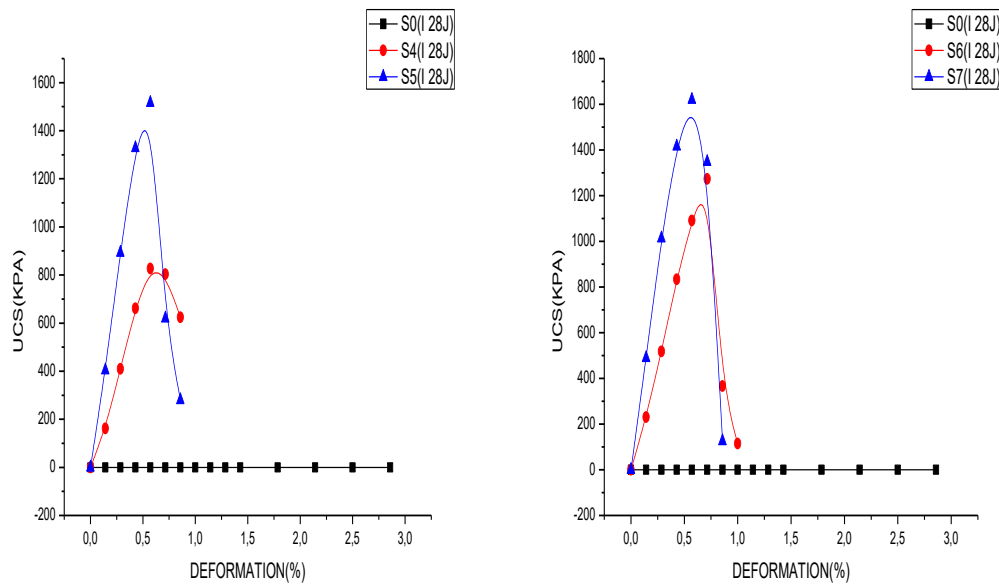 S0(I 28J)
S4(I 28J)
S5(I 28J)
1600
1400
1200
1000
800
600
400
200
0
-200
UCS(KPA)
0,0 0,5 1,0 1,5 2,0 2,5 3,0
DEFORMATION(%)
S0(I 28J)
S6(I 28J)
S7(I 28J)
1800
1600
1400
1200
1000
800
600
400
200
0
-200
UCS(KPA)
0,0 0,5 1,0 1,5 2,0 2,5 3,0
DEFORMATION(%)